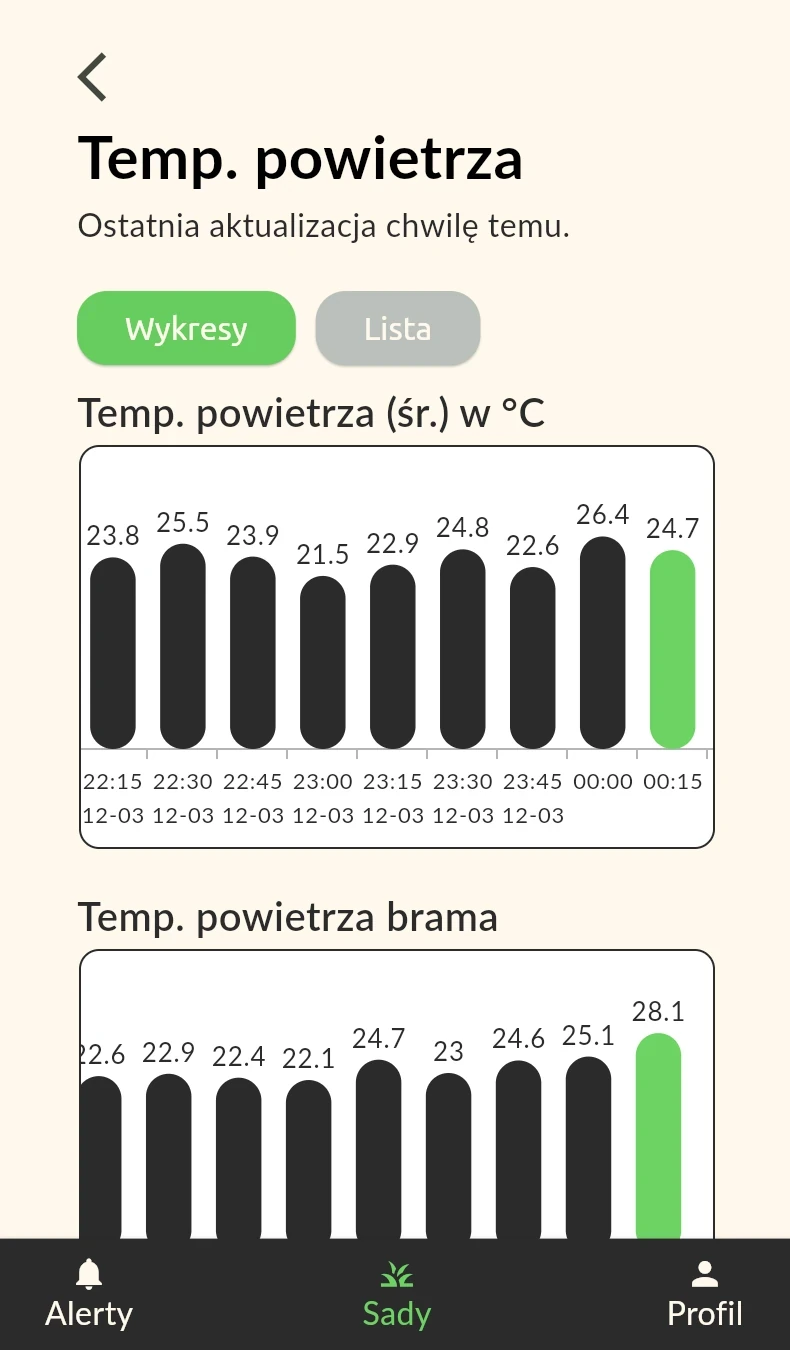 Temp. powietrza
Ostatnia aktualizacja chwilę temu.
Wykresy Lista
Temp. powietrza (śr.) w °C
23.8 25.5 23.9 21.5 22.9 24.8 22.6 26.4 24.7
22:15 22:30 22:45 23:00 23:15 23:30 23:45 00:00 00:15
12-03 12-03 12-03 12-03 12-03 12-03 12-03
Temp. powietrza brama
22.6 22.9 22.4 22.1 24.7 23 24.6 25.1 28.1
Alerty Sady Profil